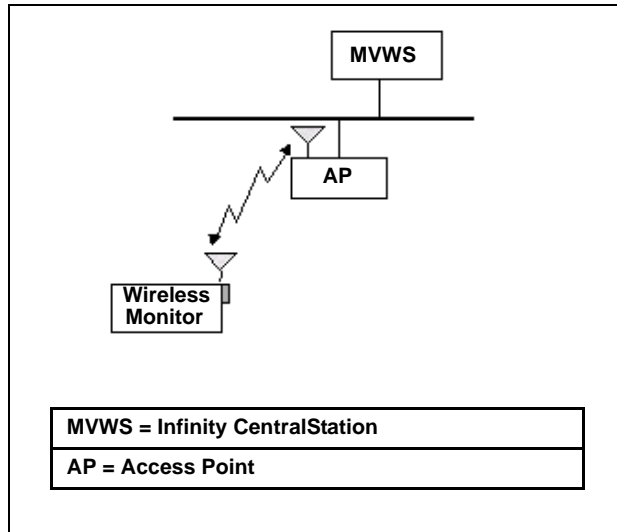 MVWS
AP
Wireless
Monitor
MVWS = Infinity CentralStation
AP = Access Point